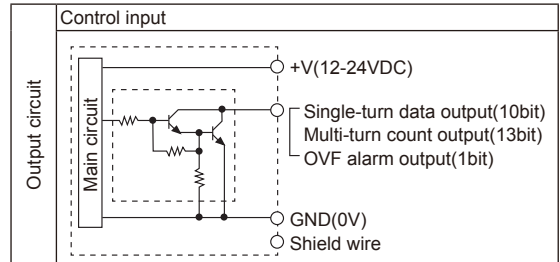 Control input
Output circuit
Main circuit
+V(12-24VDC)
Single-turn data output(10bit)
Multi-turn count output(13bit)
OVF alarm output(1bit)
GND(0V)
Shield wire